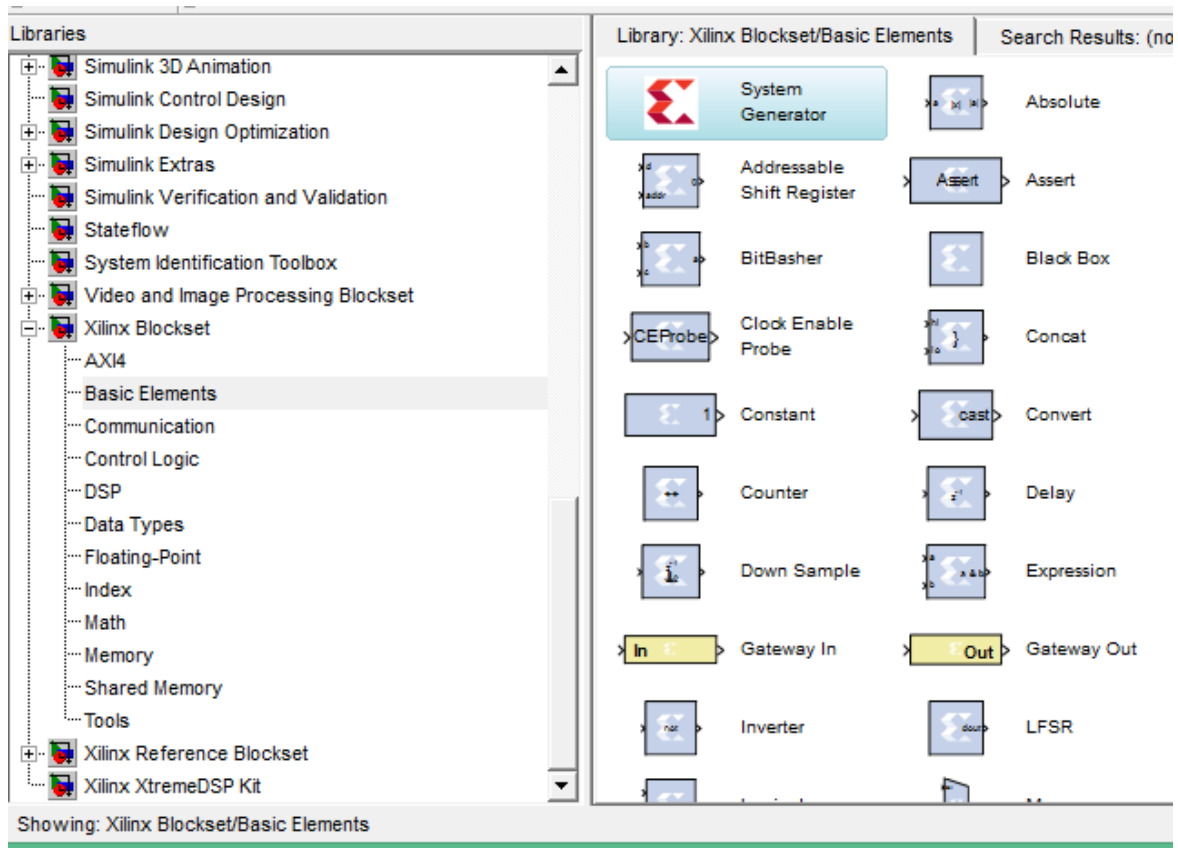 Libraries
Simulink 3D Animation
Simulink Control Design
Simulink Design Optimization
Simulink Extras
Simulink Verification and Validation
Stateflow
System Identification Toolbox
Video and Image Processing Blockset
Xilinx Blockset
AXI4
Basic Elements
Communication
Control Logic
DSP
Data Types
Floating-Point
Index
Math
Memory
Shared Memory
Tools
Xilinx Reference Blockset
Xilinx XtremeDSP Kit
Library: Xilinx Blockset/Basic Elements
Search Results: (no
System
Generator
Absolute
d
addr
Addressable
Shift Register
Assert
Assert
BitBasher
Black Box
CEProbe
Clock Enable
Probe
hi
lo
}
Concat
1
Constant
cast
Convert
Counter
Delay
Down Sample
a
b
a & b
Expression
In
Gateway In
Out
Gateway Out
not
Inverter
dout
LFSR
Showing: Xilinx Blockset/Basic Elements